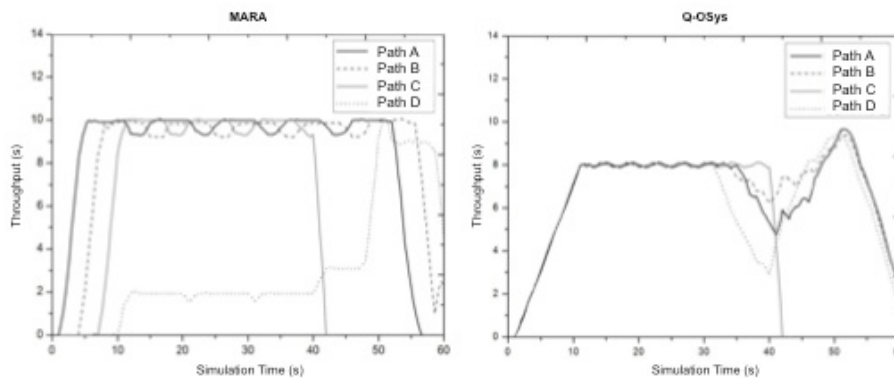 MARA
14
12
10
8
6
4
2
0
Throughput (s)
Path A
Path B
Path C
Path D
0 10 20 30 40 50 60
Simulation Time (s)
Q-OSys
14
12
10
8
6
4
2
0
Throughput (s)
Path A
Path B
Path C
Path D
0 10 20 30 40 50
Simulation Time (s)